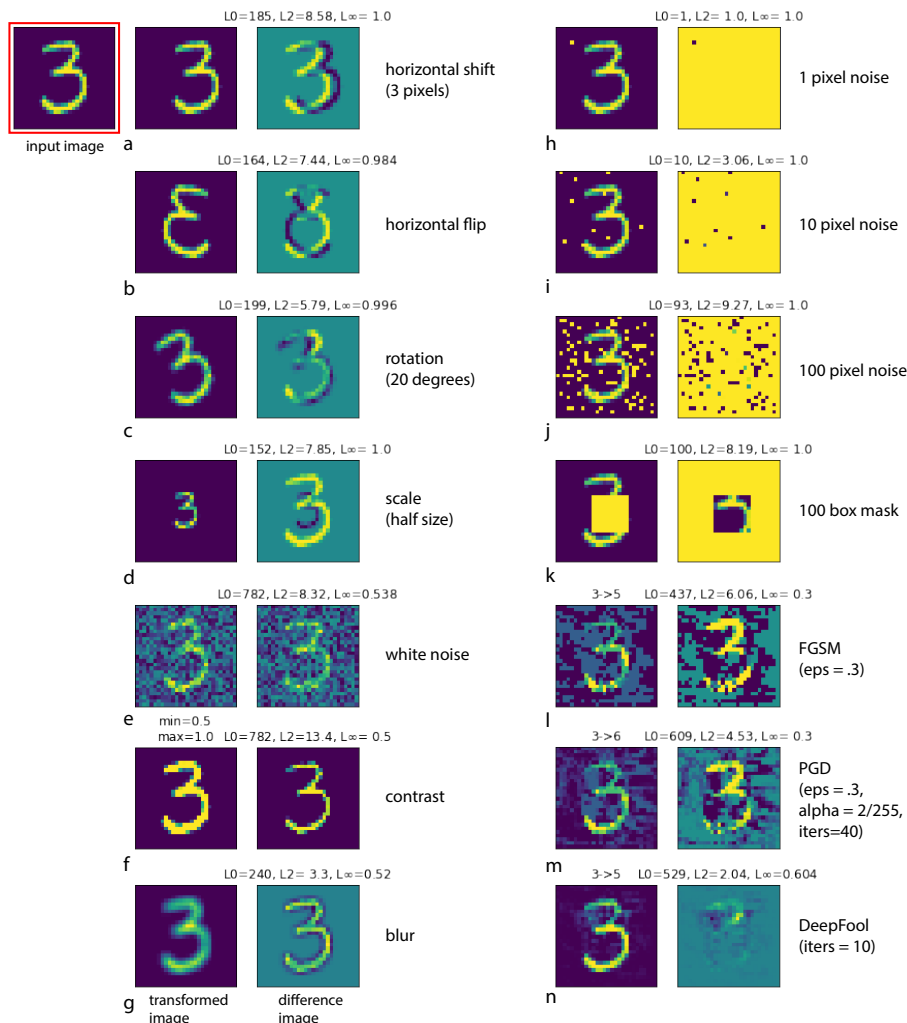 L0=185, L2=8.58, L∞= 1.0
input image
horizontal shift
(3 pixels)
a
L0=164, L2=7.44, L∞=0.984
horizontal flip
b
L0=199, L2=5.79, L∞=0.996
rotation
(20 degrees)
c
L0=152, L2=7.85, L∞= 1.0
scale
(half size)
d
L0=782, L2=8.32, L∞=0.538
white noise
e
min=0.5
max=1.0 L0=782, L2=13.4, L∞= 0.5
contrast
f
L0=240, L2= 3.3, L∞=0.52
blur
g
transformed
image
difference
image
L0=1, L2= 1.0, L∞= 1.0
1 pixel noise
h
L0=10, L2=3.06, L∞= 1.0
10 pixel noise
i
L0=93, L2=9.27, L∞= 1.0
100 pixel noise
j
L0=100, L2=8.19, L∞= 1.0
100 box mask
k
3->5 L0=437, L2=6.06, L∞= 0.3
FGSM
(eps = .3)
l
3->6 L0=609, L2=4.53, L∞= 0.3
PGD
(eps = .3,
alpha = 2/255,
iters=40)
m
3->5 L0=529, L2=2.04, L∞=0.604
DeepFool
(iters = 10)
n